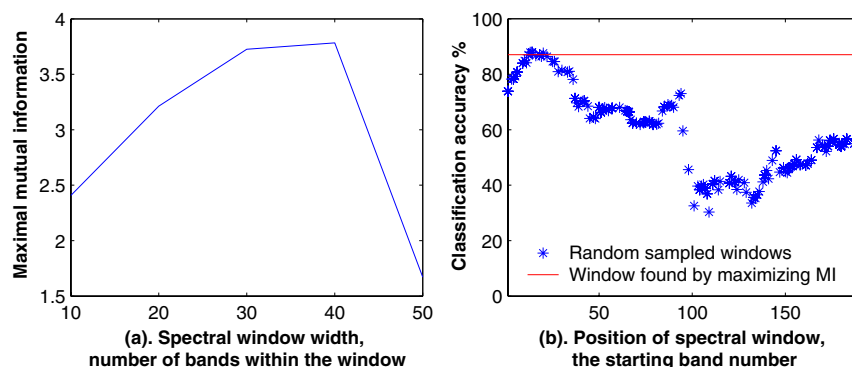 4
3.5
3
2.5
2
1.5
10
20
30
40
50
Maximal mutual information
(a). Spectral window width,
number of bands within the window
100
80
60
40
20
0
50
100
150
Classification accuracy %
Random sampled windows
Window found by maximizing MI
(b). Position of spectral window,
the starting band number